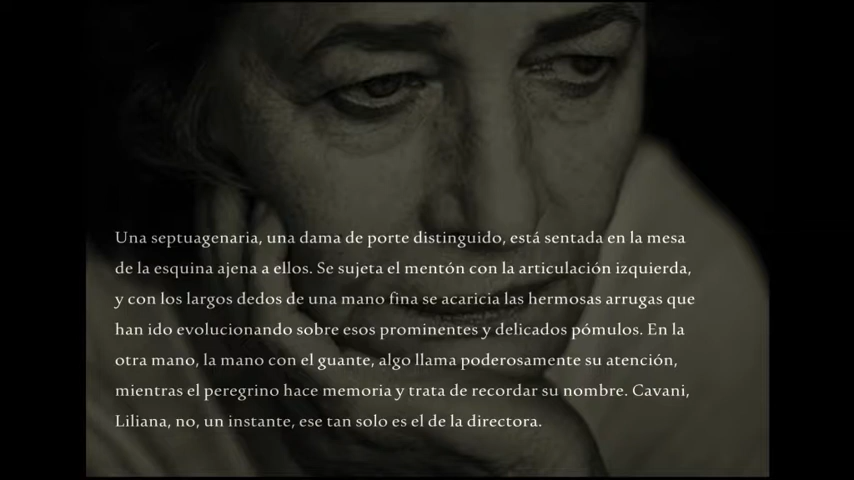 Una septuagenaria, una dama de porte distinguido, está sentada en la mesa
de la esquina ajena a ellos. Se sujeta el mentón con la articulación izquierda,
y con los largos dedos de una mano fina se acaricia las hermosas arrugas que
han ido evolucionando sobre esos prominentes y delicados pómulos. En la
otra mano, la mano con el guante, algo llama poderosamente su atención,
mientras el peregrino hace memoria y trata de recordar su nombre. Cavani,
Liliana, no, un instante, ese tan solo es el de la directora.